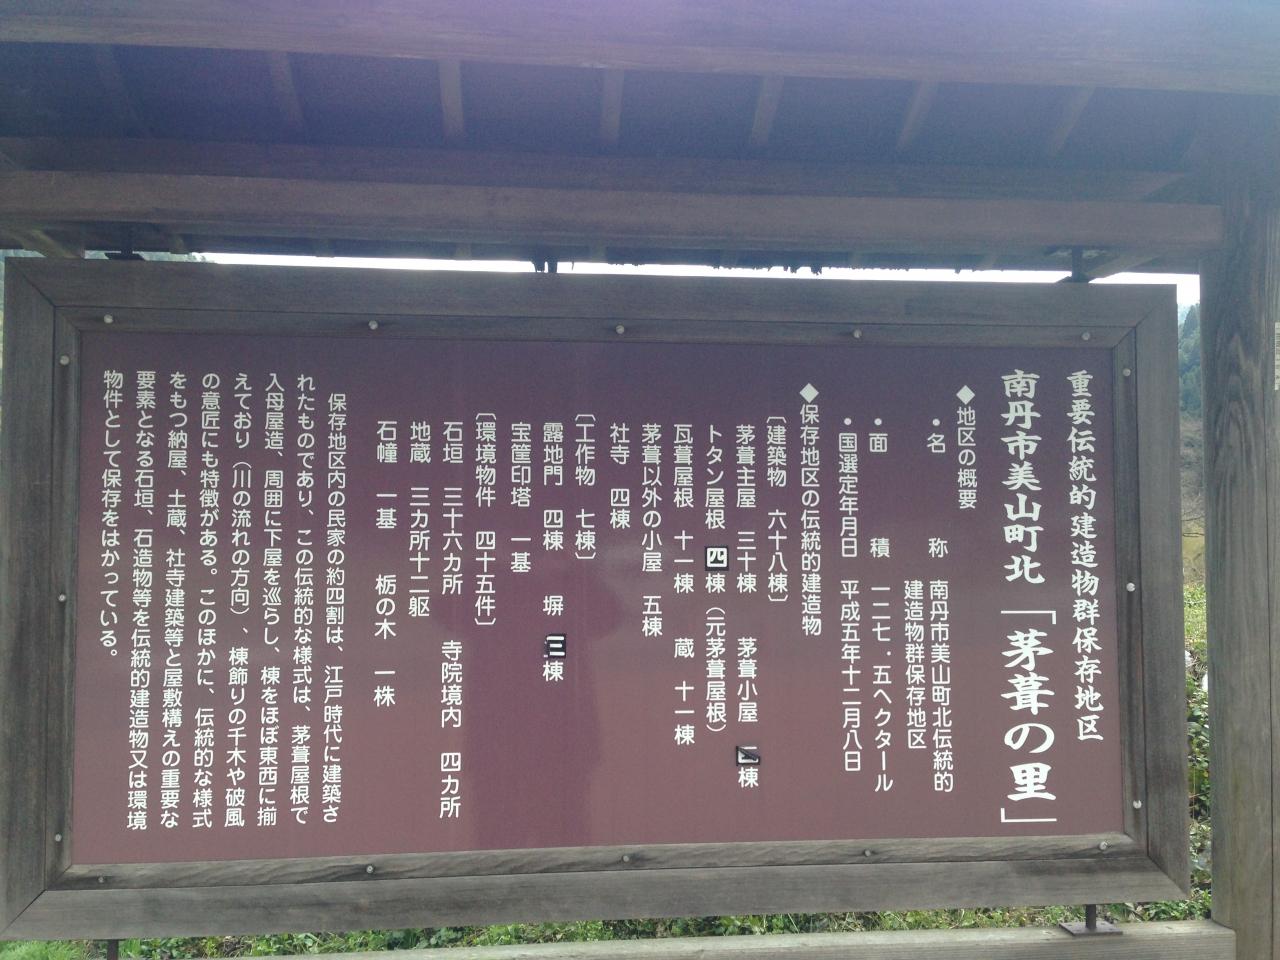 重要伝統的建造物群保存地区
南丹市美山町北「茅葺の里」
◆地区の概要
・名　　称　南丹市美山町北伝統的
建造物群保存地区
・面　　積　一二七・五ヘクタール
・国選定年月日　平成五年十二月八日
◆保存地区の伝統的建造物
〔建築物　六十八棟〕
茅葺主屋　三十棟　　茅葺小屋　棟
トタン屋根　四棟（元茅葺屋根）
瓦葺屋根　十一棟　　蔵　十一棟
茅葺以外の小屋　五棟
社寺　四棟
〔工作物　七棟〕
露地門　四棟　　塀　三棟
宝篋印塔　一基
〔環境物件　四十五件〕
石垣　三十六カ所　　寺院境内　四カ所
地蔵　三カ所十二躯
石幢　一基　　栃の木　一株
保存地区内の民家の約四割は、江戸時代に建築さ
れたものであり、この伝統的な様式は、茅葺屋根で
入母屋造、周囲に下屋を巡らし、棟をほぼ東西に揃
えており（川の流れの方向）、棟飾りの千木や破風
の意匠にも特徴がある。このほかに、伝統的な様式
をもつ納屋、土蔵、社寺建築等と屋敷構えの重要な
要素となる石垣、石造物等を伝統的建造物又は環境
物件として保存をはかっている。